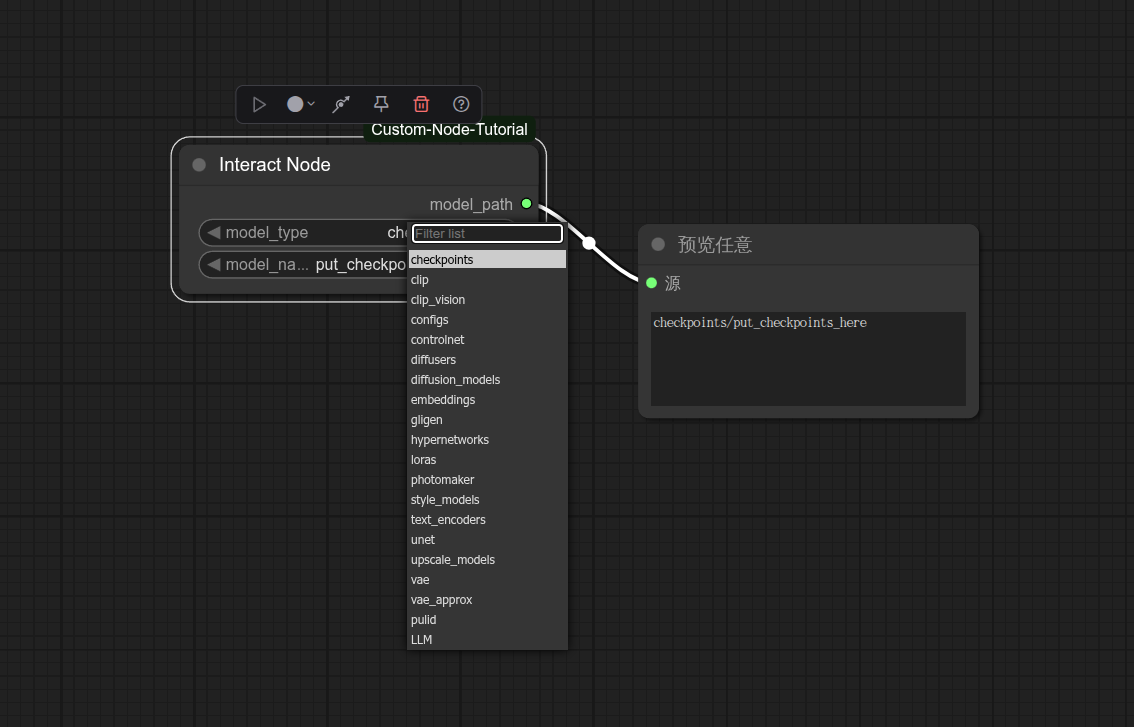 Custom-Node-Tutorial
Interact Node
model_path
model_type
che
model_na... put_checkpo
Filter list
checkpoints
clip
clip_vision
configs
controlnet
diffusers
diffusion_models
embeddings
gligen
hypernetworks
loras
photomaker
style_models
text_encoders
unet
upscale_models
vae
vae_approx
pulid
LLM
预览任意
源
checkpoints/put_checkpoints_here